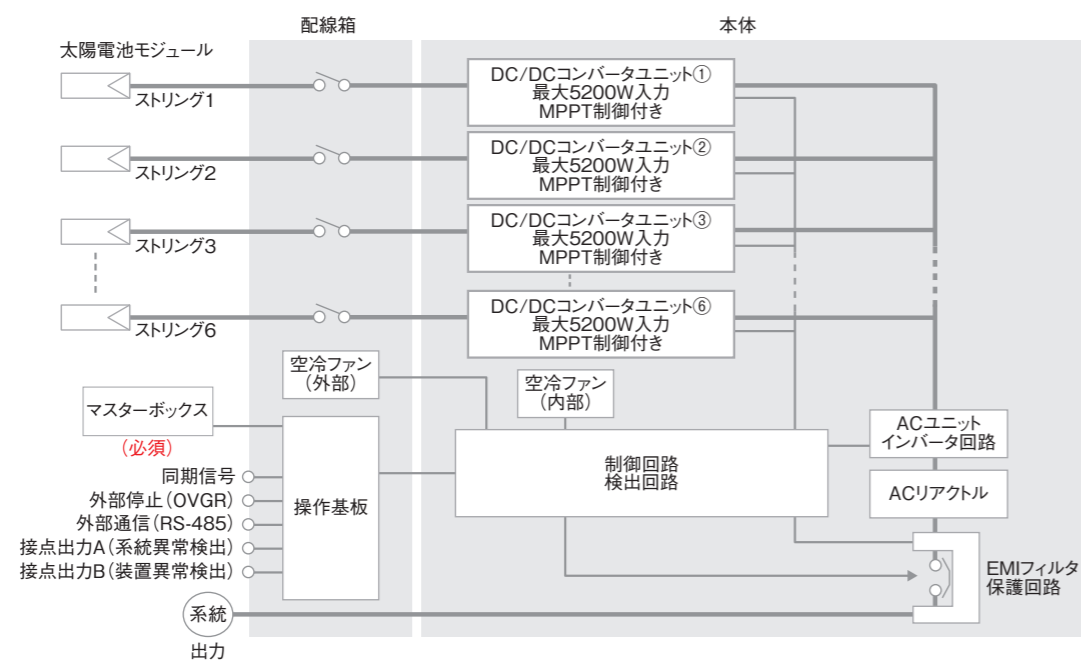 配線箱
本体
太陽電池モジュール
ストリング1
DC/DCコンバータユニット①
最大5200W入力
MPPT制御付き
ストリング2
DC/DCコンバータユニット②
最大5200W入力
MPPT制御付き
ストリング3
DC/DCコンバータユニット③
最大5200W入力
MPPT制御付き
ストリング6
DC/DCコンバータユニット⑥
最大5200W入力
MPPT制御付き
空冷ファン
（外部）
空冷ファン
（内部）
マスターボックス
（必須）
ACユニット
インバータ回路
制御回路
検出回路
同期信号
外部停止（OVGR）
外部通信（RS-485）
接点出力A（系統異常検出）
接点出力B（装置異常検出）
操作基板
ACリアクトル
EMIフィルタ
保護回路
系統
出力